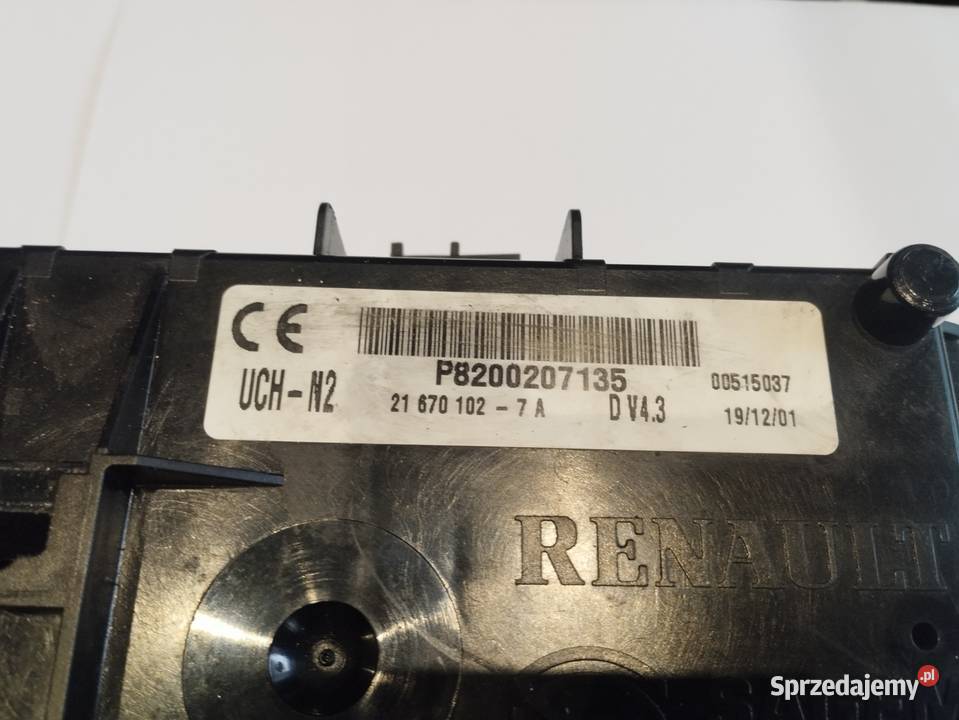 CE
P8200207135
00515037
UCH-N2
21 670 102 - 7 A
D V4.3
19/12/01
RENAULT
Sprzedajemy.pl